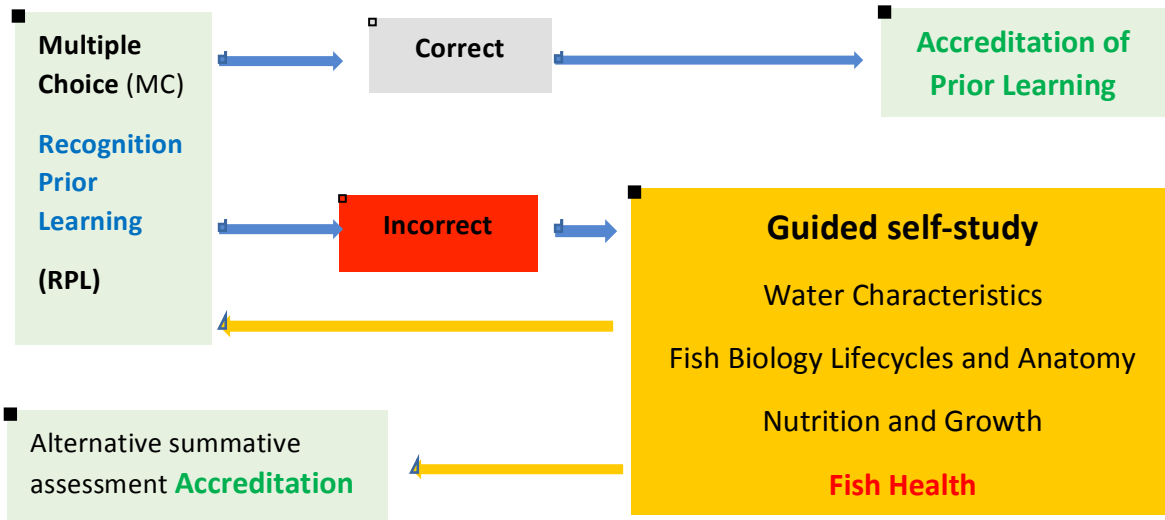 Multiple
Choice (MC)
Recognition
Prior
Learning
(RPL)
Correct
Accreditation of
Prior Learning
Incorrect
Guided self-study
Water Characteristics
Fish Biology Lifecycles and Anatomy
Nutrition and Growth
Fish Health
Alternative summative
assessment Accreditation